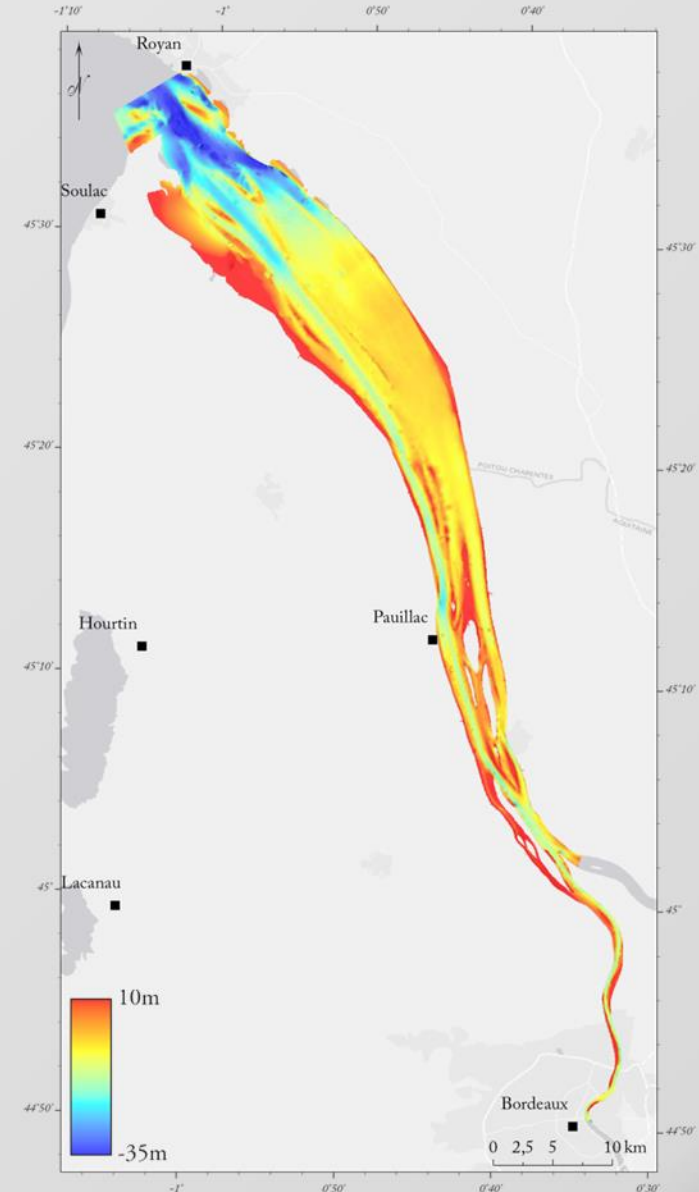 -1°10' -1° 0°50' 0°40'
Royan
N
Soulac
45°30' 45°30'
45°20' 45°20'
POITOU CHARENTES
AQUITAINE
Hourtin
Pauillac
45°10' 45°10'
Lacanau
45° 45°
10m
-35m
Bordeaux
44°50' 44°50'
0 2,5 5 10 km
-1° 0°50' 0°40' 0°30'